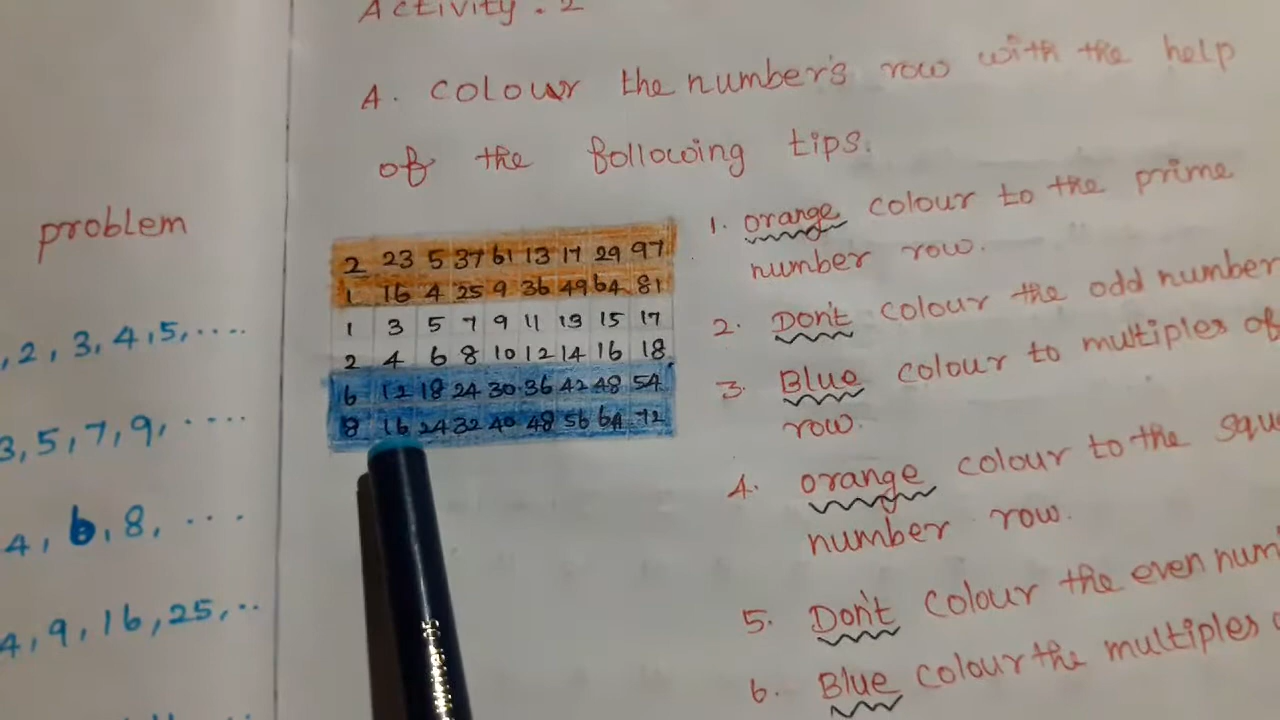 Activity. 2
A. Colour the number's row with the help
of the following tips.
problem
,2, 3, 4, 5, ....
3, 5, 7, 9, ....
4, 6, 8, ...
4, 9, 16, 25, ..
2 23 5 37 61 13 17 29 97
1 16 4 25 9 36 49 64 81
1 3 5 7 9 11 13 15 17
2 4 6 8 10 12 14 16 18
6 12 18 24 30 36 42 48 54
8 16 24 32 40 48 56 64 72
1. orange colour to the prime
number row.
2. Don't colour the odd number
3. Blue colour to multiples of
row.
4. orange colour to the squ
number row.
5. Don't colour the even num
6. Blue colour the multiples